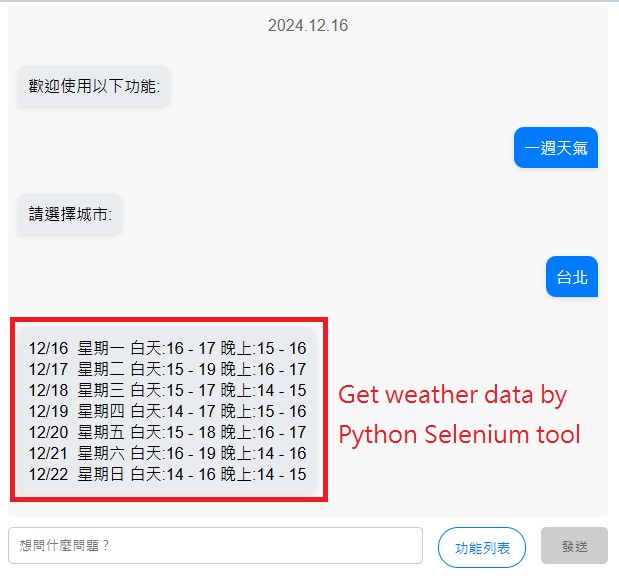 2024.12.16
歡迎使用以下功能:
一週天氣
請選擇城市:
台北
12/16 星期一 白天:16 - 17 晚上:15 - 16
12/17 星期二 白天:15 - 19 晚上:16 - 17
12/18 星期三 白天:15 - 17 晚上:14 - 15
12/19 星期四 白天:14 - 17 晚上:15 - 16
12/20 星期五 白天:15 - 18 晚上:16 - 17
12/21 星期六 白天:16 - 19 晚上:14 - 16
12/22 星期日 白天:14 - 16 晚上:14 - 15
Get weather data by
Python Selenium tool
想問什麼問題？
功能列表
發送